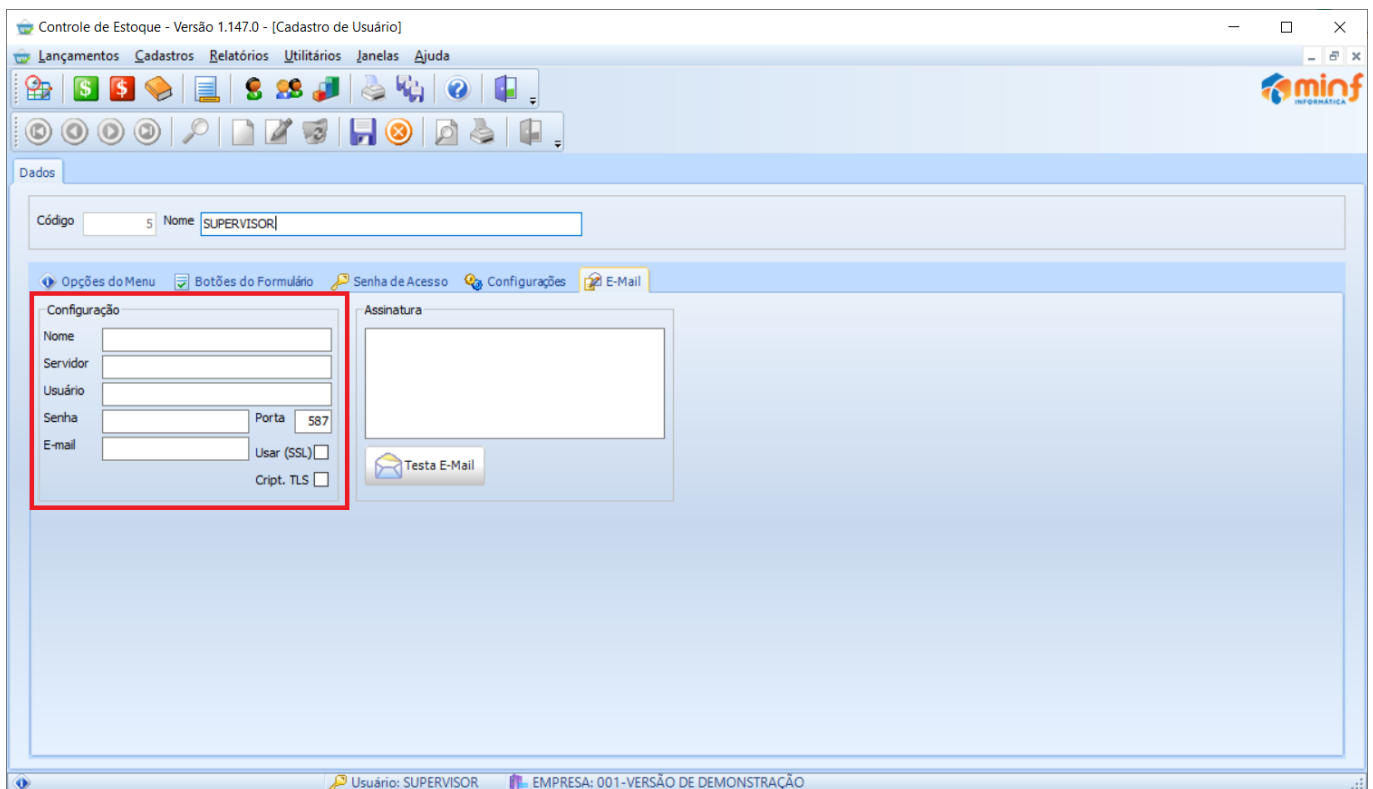 Controle de Estoque - Versão 1.147.0 - [Cadastro de Usuário]
Lançamentos Cadastros Relatórios Utilitários Janelas Ajuda
minf
INFORMÁTICA
Dados
Código 5 Nome SUPERVISOR
Opções do Menu Botões do Formulário Senha de Acesso Configurações E-Mail
Configuração Assinatura
Nome
Servidor
Usuário
Senha Porta 587
E-mail Usar (SSL)
Testa E-Mail
Cript. TLS
Usuário: SUPERVISOR EMPRESA: 001-VERSÃO DE DEMONSTRAÇÃO